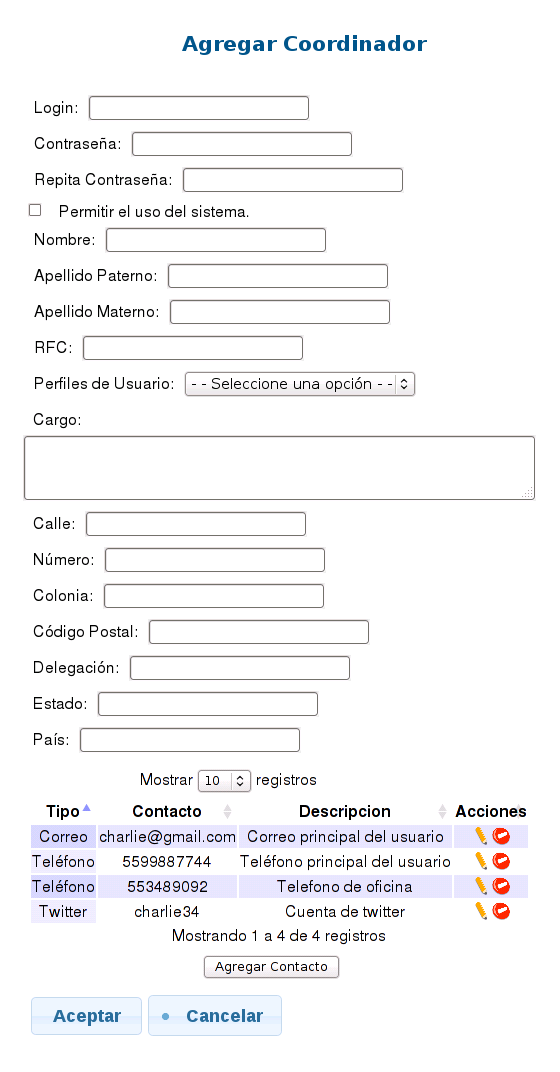 Agregar Coordinador
Login:
Contraseña:
Repita Contraseña:
Permitir el uso del sistema.
Nombre:
Apellido Paterno:
Apellido Materno:
RFC:
Perfiles de Usuario: - - Seleccione una opción - -
Cargo:
Calle:
Número:
Colonia:
Código Postal:
Delegación:
Estado:
País:
Mostrar 10 registros
Tipo Contacto Descripcion Acciones
Correo charlie@gmail.com Correo principal del usuario
Teléfono 5599887744 Teléfono principal del usuario
Teléfono 553489092 Telefono de oficina
Twitter charlie34 Cuenta de twitter
Mostrando 1 a 4 de 4 registros
Agregar Contacto
Aceptar Cancelar